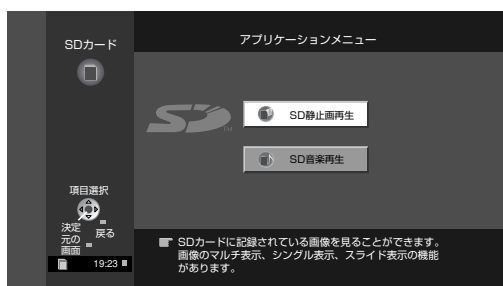 SDカード
アプリケーションメニュー
SD
TM
SD静止画再生
SD音楽再生
項目選択
決定
戻る
元の
画面
19:23
SDカードに記録されている画像を見ることができます。
画像のマルチ表示、シングル表示、スライド表示の機能
があります。